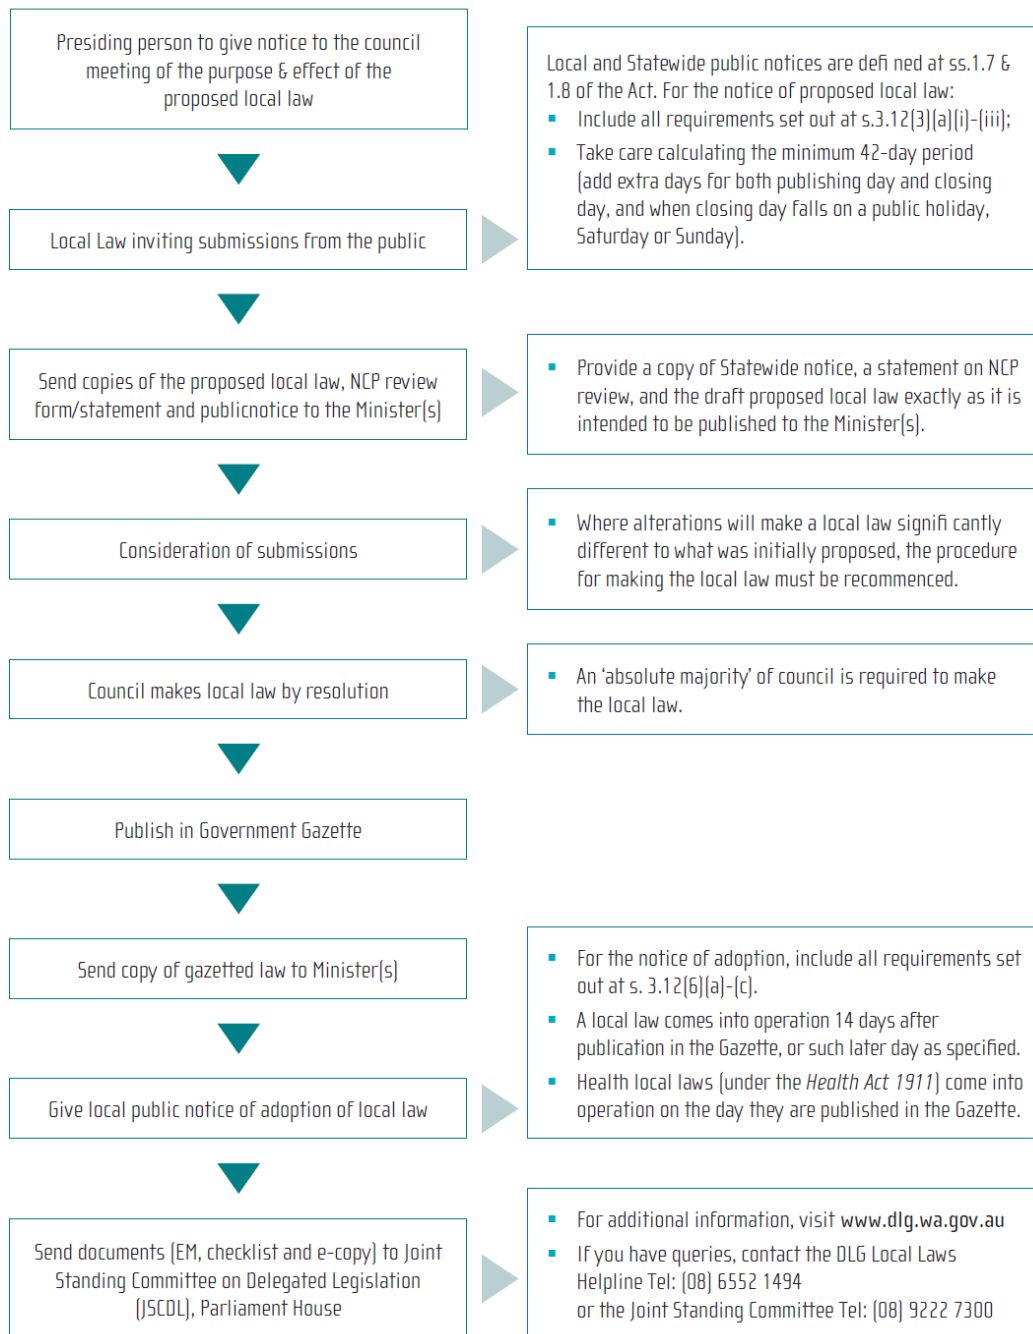 Presiding person to give notice to the council
meeting of the purpose & effect of the
proposed local law
Local and Statewide public notices are defi ned at ss.1.7 &
1.8 of the Act. For the notice of proposed local law:
▪ Include all requirements set out at s.3.12(3)(a)(i)-(iii);
▪ Take care calculating the minimum 42-day period
(add extra days for both publishing day and closing
day, and when closing day falls on a public holiday,
Saturday or Sunday).
Local Law inviting submissions from the public
Send copies of the proposed local law, NCP review
form/statement and publicnotice to the Minister(s)
▪ Provide a copy of Statewide notice, a statement on NCP
review, and the draft proposed local law exactly as it is
intended to be published to the Minister(s).
Consideration of submissions
▪ Where alterations will make a local law signifi cantly
different to what was initially proposed, the procedure
for making the local law must be recommenced.
Council makes local law by resolution
▪ An ‘absolute majority’ of council is required to make
the local law.
Publish in Government Gazette
Send copy of gazetted law to Minister(s)
▪ For the notice of adoption, include all requirements set
out at s. 3.12(6)(a)-(c).
▪ A local law comes into operation 14 days after
publication in the Gazette, or such later day as specified.
▪ Health local laws (under the Health Act 1911) come into
operation on the day they are published in the Gazette.
Give local public notice of adoption of local law
Send documents (EM, checklist and e-copy) to Joint
Standing Committee on Delegated Legislation
(JSCDL), Parliament House
▪ For additional information, visit www.dlg.wa.gov.au
▪ If you have queries, contact the DLG Local Laws
Helpline Tel: (08) 6552 1494
or the Joint Standing Committee Tel: (08) 9222 7300